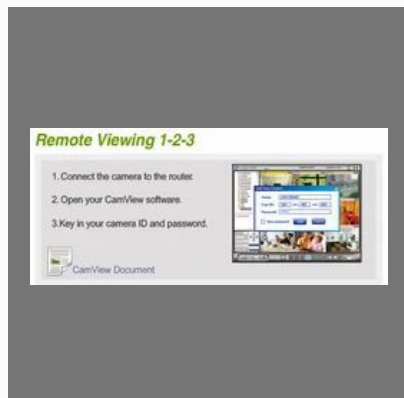 Remote Viewing 1-2-3
1. Connect the camera to the router.
2. Open your CamView software.
3.Key in your camera ID and password.
CamView Document